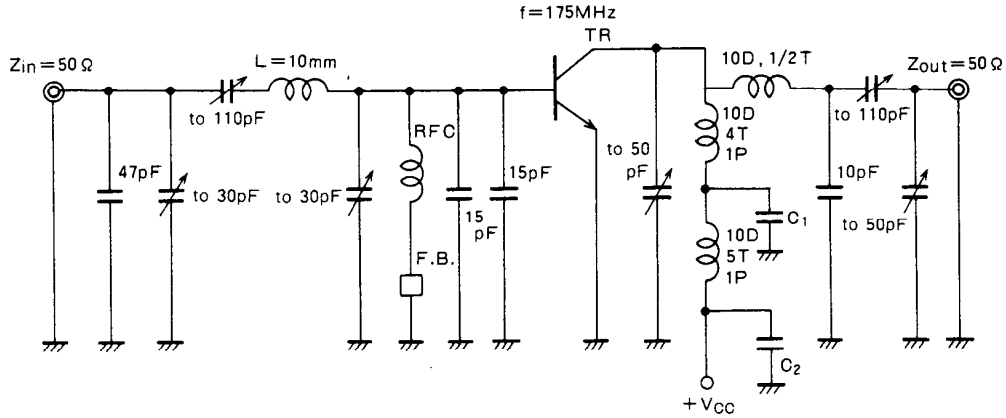 f=175MHz
TR
Zin=50Ω
L=10mm
10D, 1/2T
Zout=50Ω
to 110pF
10D
4T
1P
to 110pF
RFC
47pF
to 30pF
to 30pF
15pF
15
pF
to 50
pF
10pF
to 50pF
C1
10D
5T
1P
F.B.
C2
+VCC